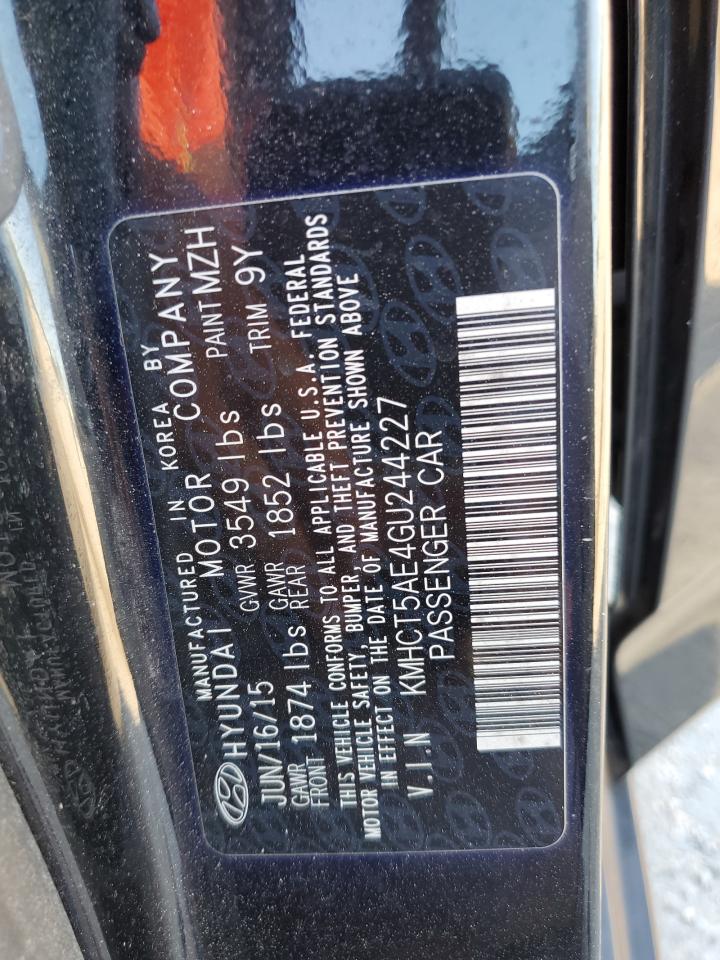 MANUFACTURED IN KOREA BY
HYUNDAI MOTOR COMPANY
JUN/16/15 GVWR 3549 lbs PAINT MZH
GAWR FRONT 1874 lbs GAWR REAR 1852 lbs TRIM 9Y
THIS VEHICLE CONFORMS TO ALL APPLICABLE U.S.A. FEDERAL
MOTOR VEHICLE SAFETY, BUMPER, AND THEFT PREVENTION STANDARDS
IN EFFECT ON THE DATE OF MANUFACTURE SHOWN ABOVE
V.I.N KMHCT5AE4GU244227
PASSENGER CAR